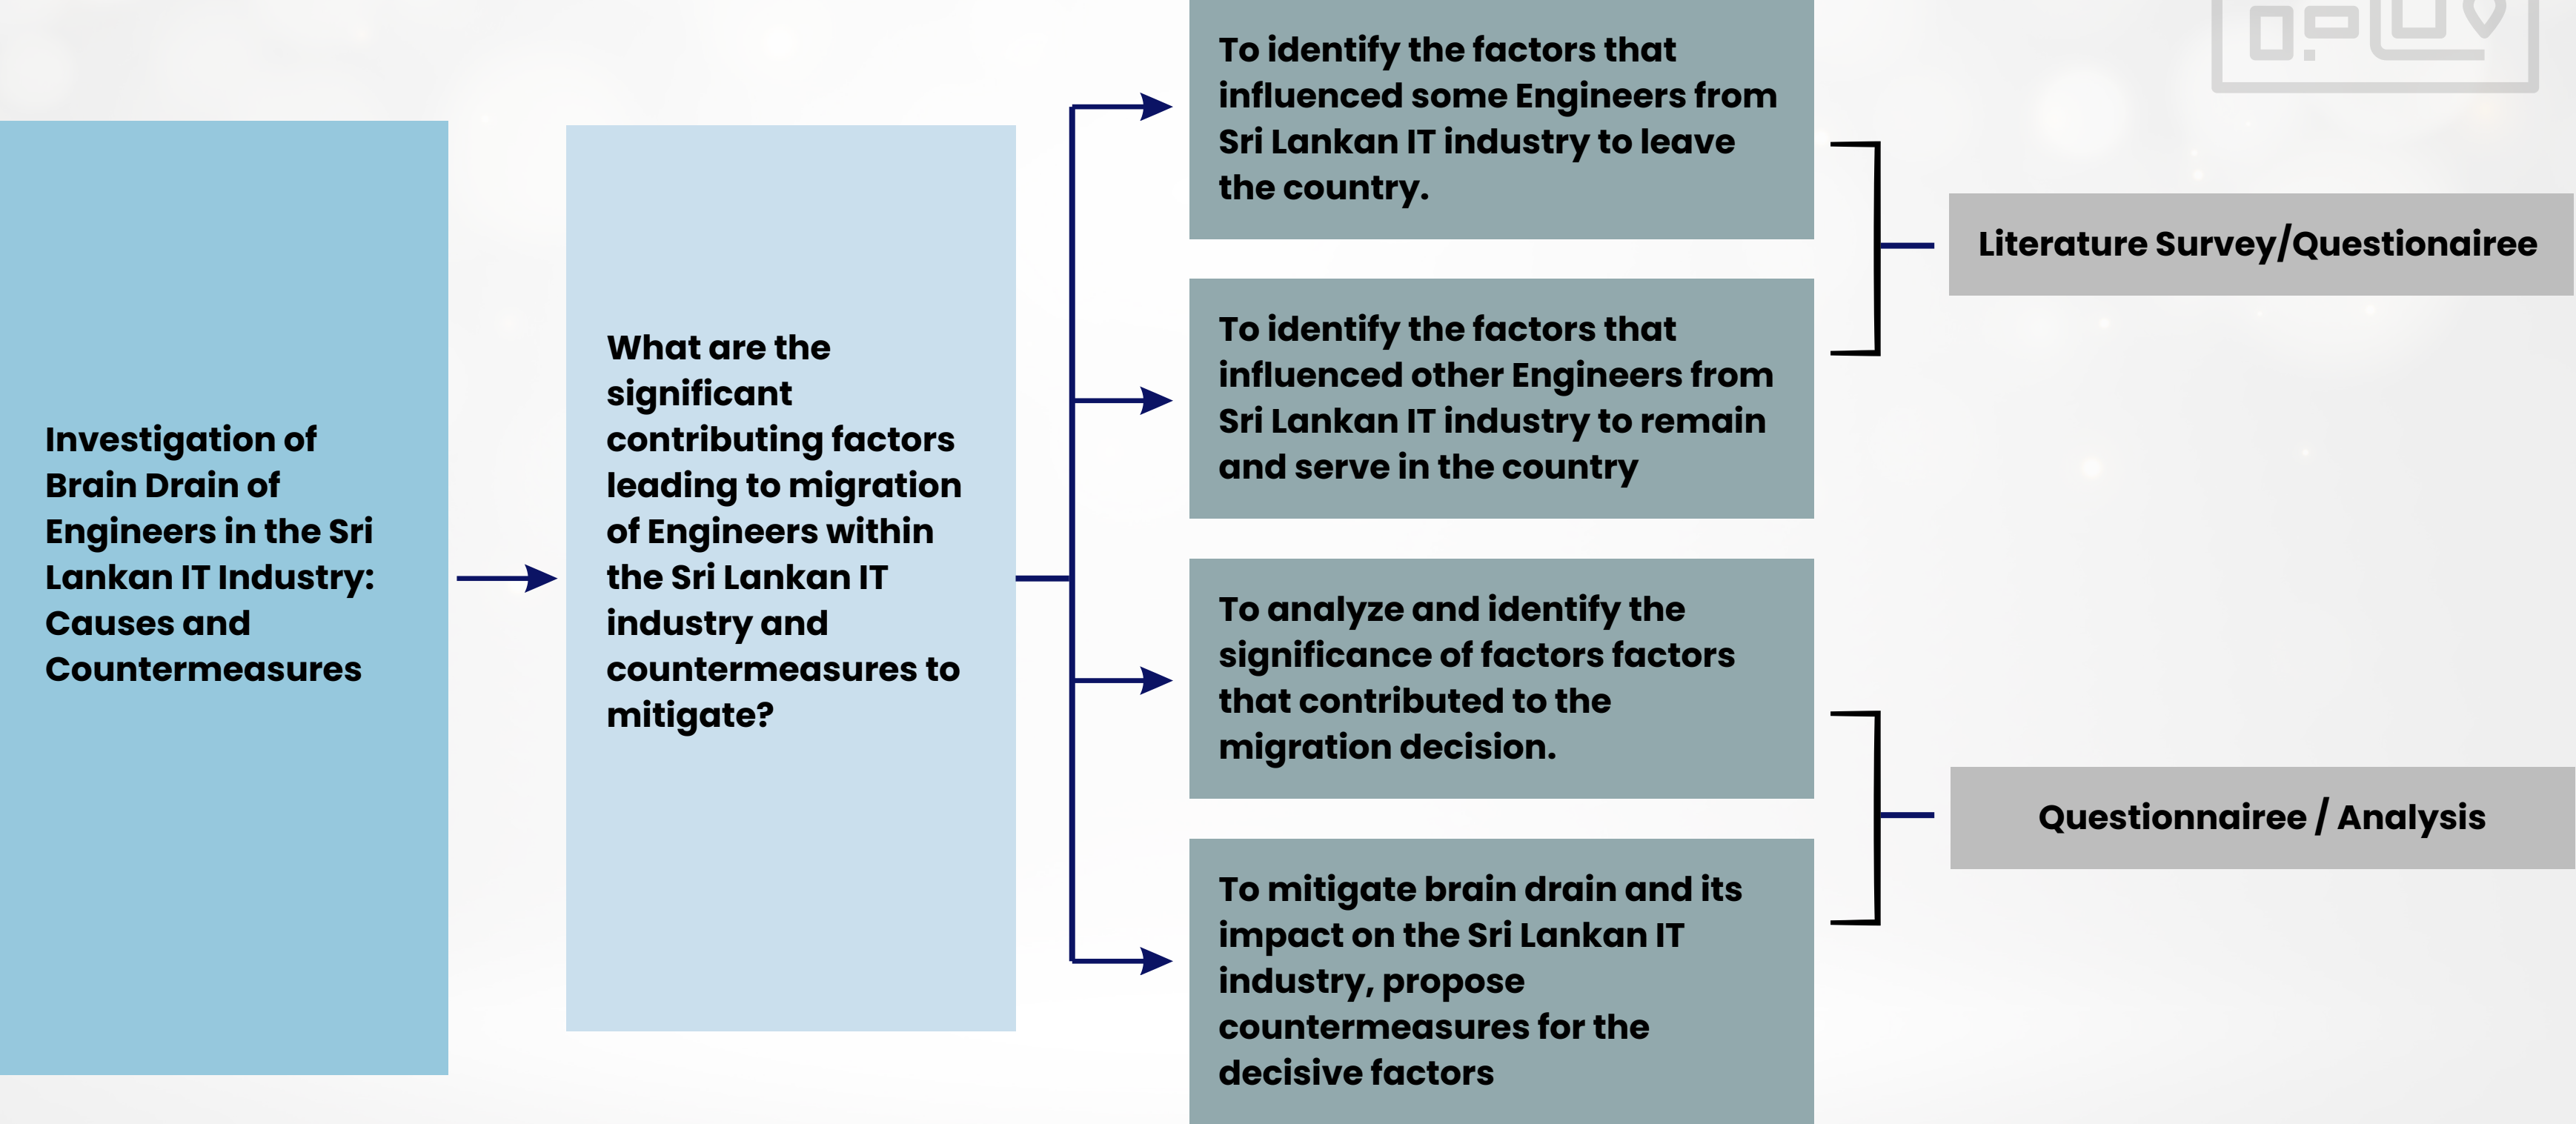 Investigation of
Brain Drain of
Engineers in the Sri
Lankan IT Industry:
Causes and
Countermeasures
What are the
significant
contributing factors
leading to migration
of Engineers within
the Sri Lankan IT
industry and
countermeasures to
mitigate?
To identify the factors that
influenced some Engineers from
Sri Lankan IT industry to leave
the country.
To identify the factors that
influenced other Engineers from
Sri Lankan IT industry to remain
and serve in the country
To analyze and identify the
significance of factors factors
that contributed to the
migration decision.
To mitigate brain drain and its
impact on the Sri Lankan IT
industry, propose
countermeasures for the
decisive factors
Literature Survey/Questionairee
Questionnairee / Analysis